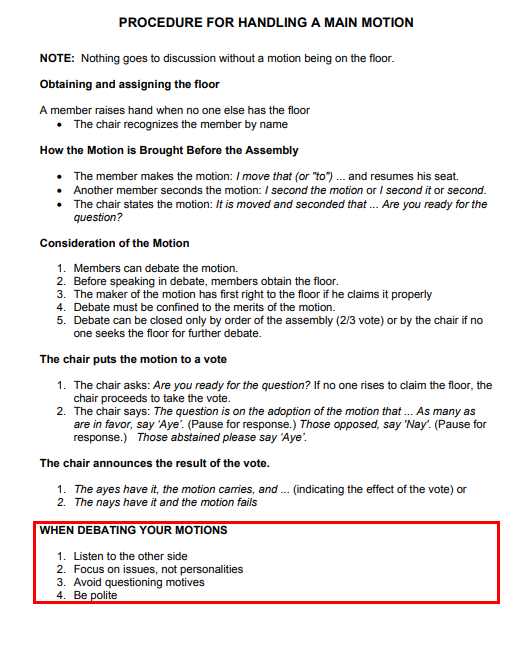 PROCEDURE FOR HANDLING A MAIN MOTION
NOTE: Nothing goes to discussion without a motion being on the floor.
Obtaining and assigning the floor
A member raises hand when no one else has the floor
• The chair recognizes the member by name
How the Motion is Brought Before the Assembly
• The member makes the motion: I move that (or "to") ... and resumes his seat.
• Another member seconds the motion: I second the motion or I second it or second.
• The chair states the motion: It is moved and seconded that ... Are you ready for the
question?
Consideration of the Motion
1. Members can debate the motion.
2. Before speaking in debate, members obtain the floor.
3. The maker of the motion has first right to the floor if he claims it properly
4. Debate must be confined to the merits of the motion.
5. Debate can be closed only by order of the assembly (2/3 vote) or by the chair if no
one seeks the floor for further debate.
The chair puts the motion to a vote
1. The chair asks: Are you ready for the question? If no one rises to claim the floor, the
chair proceeds to take the vote.
2. The chair says: The question is on the adoption of the motion that ... As many as
are in favor, say 'Aye'. (Pause for response.) Those opposed, say 'Nay'. (Pause for
response.) Those abstained please say 'Aye'.
The chair announces the result of the vote.
1. The ayes have it, the motion carries, and ... (indicating the effect of the vote) or
2. The nays have it and the motion fails
WHEN DEBATING YOUR MOTIONS
1. Listen to the other side
2. Focus on issues, not personalities
3. Avoid questioning motives
4. Be polite